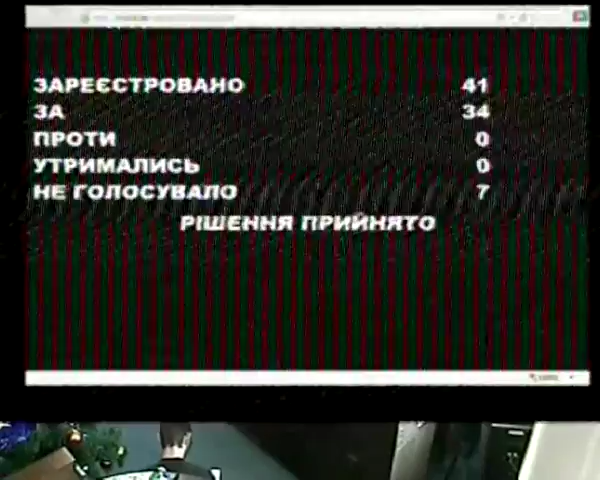 ЗАРЕЄСТРОВАНО 41
ЗА 34
ПРОТИ 0
УТРИМАЛИСЬ 0
НЕ ГОЛОСУВАЛО 7
РІШЕННЯ ПРИЙНЯТО